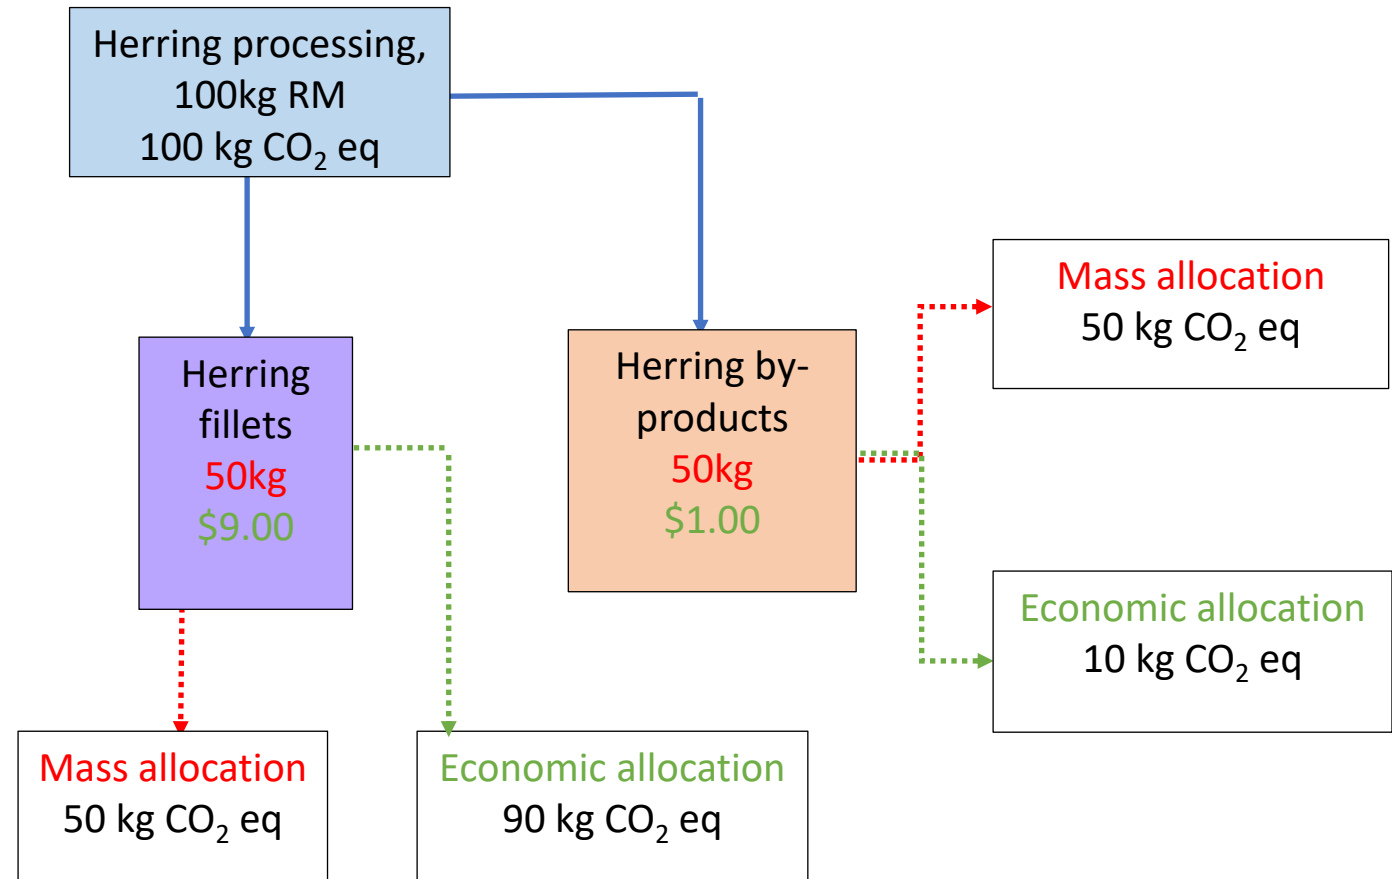 Herring processing,
100kg RM
100 kg CO₂ eq
Herring
fillets
50kg
$9.00
Herring by-
products
50kg
$1.00
Mass allocation
50 kg CO₂ eq
Economic allocation
10 kg CO₂ eq
Mass allocation
50 kg CO₂ eq
Economic allocation
90 kg CO₂ eq